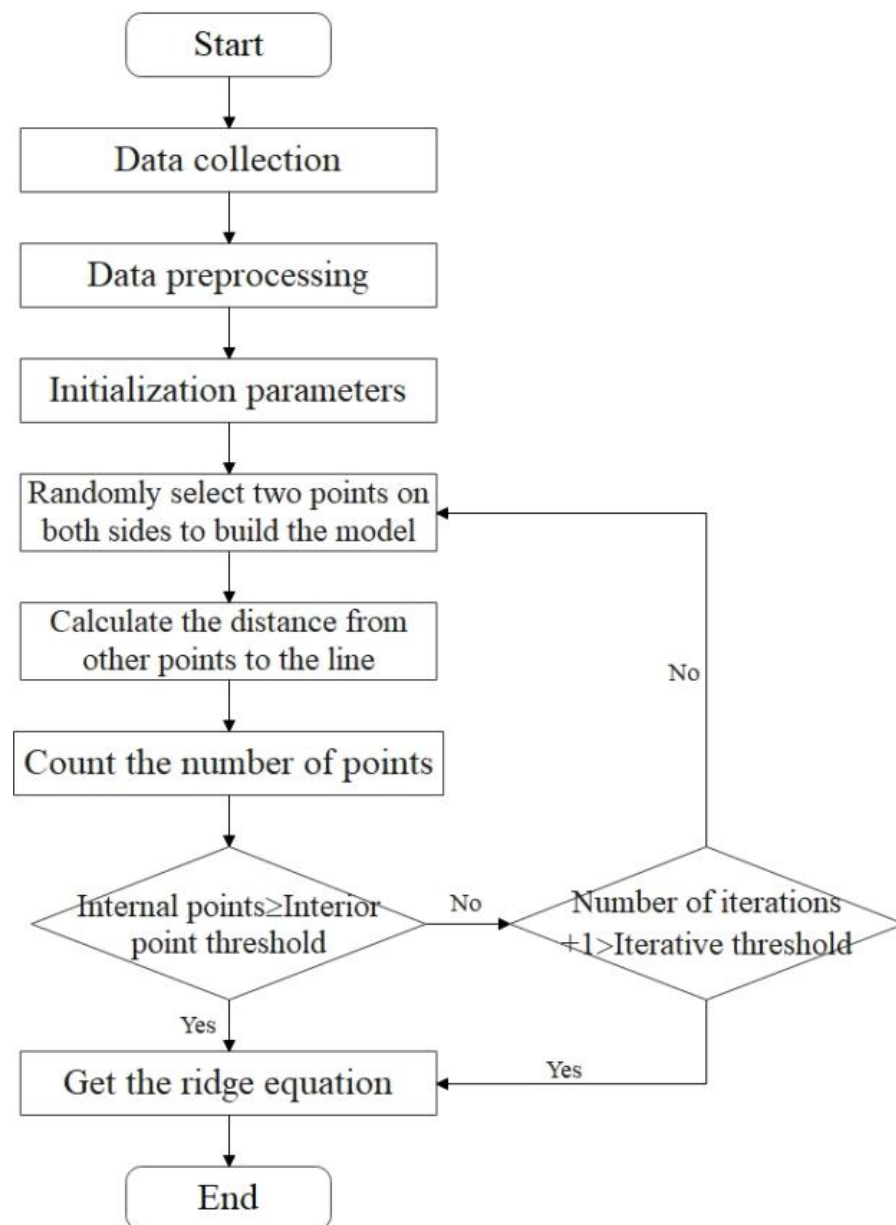 Start
Data collection
Data preprocessing
Initialization parameters
Randomly select two points on
both sides to build the model
Calculate the distance from
other points to the line
No
Count the number of points
Internal points≥Interior
point threshold
No
Number of iterations
+1>Iterative threshold
Yes
Get the ridge equation
Yes
End